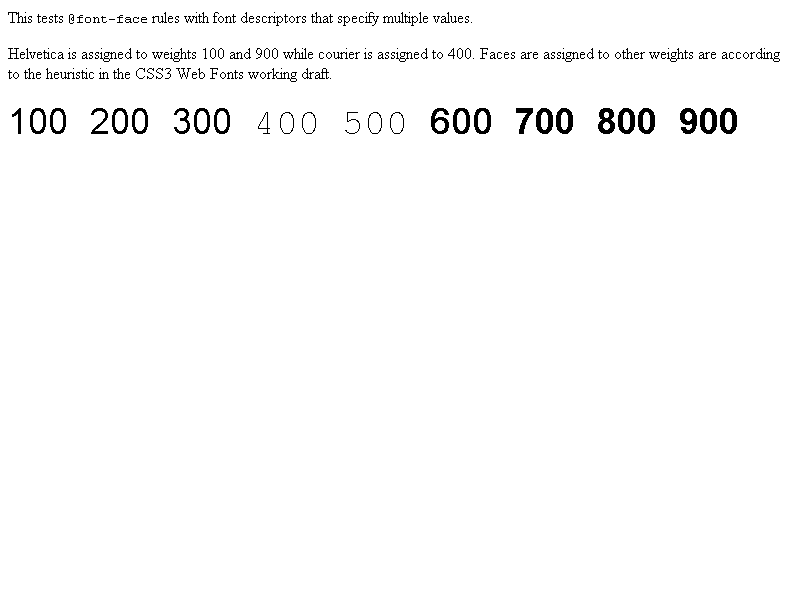 This tests @font-face rules with font descriptors that specify multiple values.
Helvetica is assigned to weights 100 and 900 while courier is assigned to 400. Faces are assigned to other weights are according
to the heuristic in the CSS3 Web Fonts working draft.
100 200 300 400 500 600 700 800 900